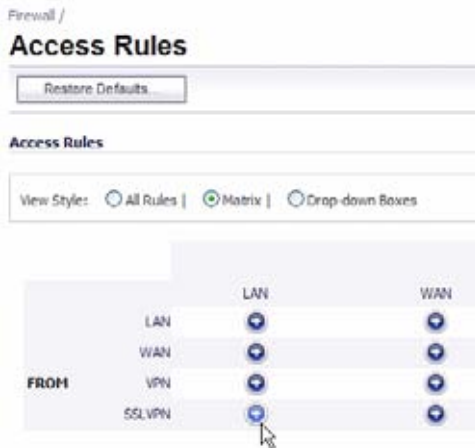 Firewall /
Access Rules
Restore Defaults...
Access Rules
View Style: All Rules | Matrix | Drop-down Boxes
LAN WAN
LAN
WAN
FROM VPN
SSLVPN